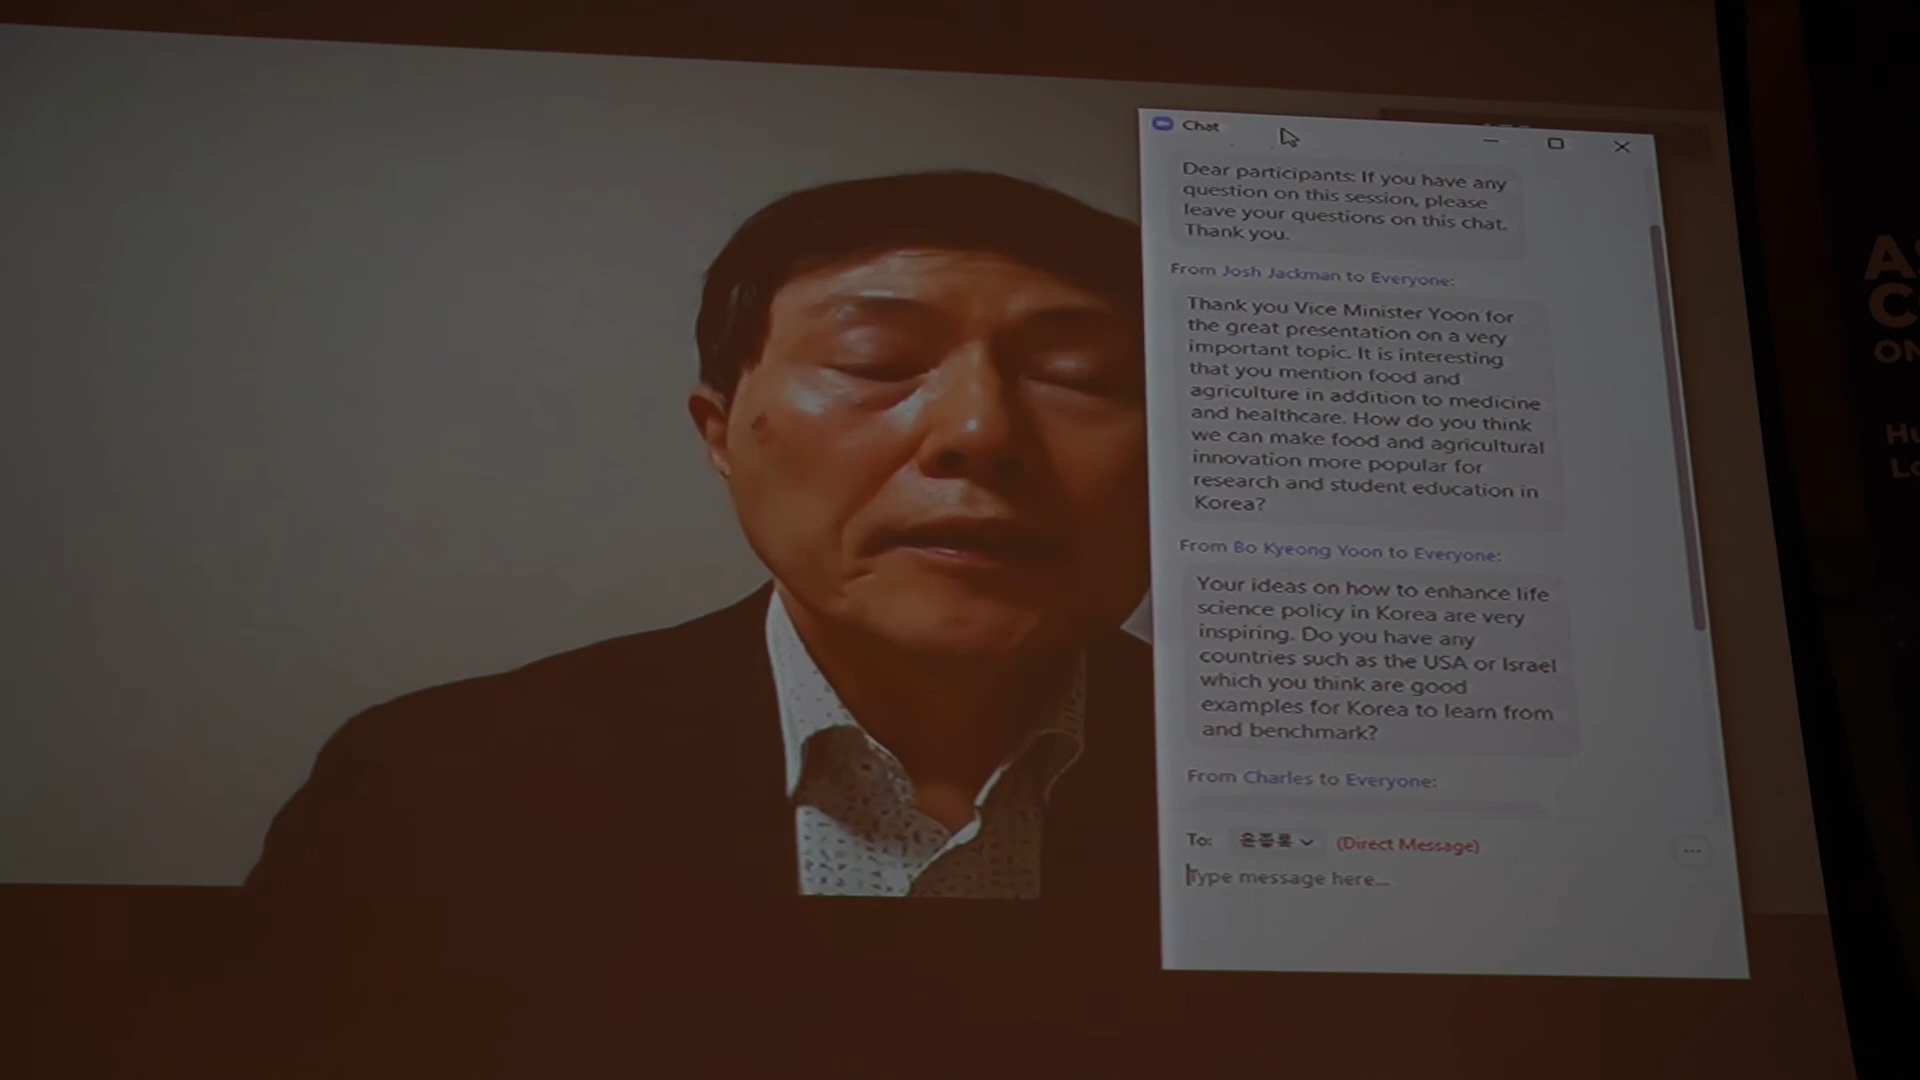 Chat
Dear participants: If you have any
question on this session, please
leave your questions on this chat.
Thank you.
From Josh Jackman to Everyone:
Thank you Vice Minister Yoon for
the great presentation on a very
important topic. It is interesting
that you mention food and
agriculture in addition to medicine
and healthcare. How do you think
we can make food and agricultural
innovation more popular for
research and student education in
Korea?
From Bo Kyeong Yoon to Everyone:
Your ideas on how to enhance life
science policy in Korea are very
inspiring. Do you have any
countries such as the USA or Israel
which you think are good
examples for Korea to learn from
and benchmark?
From Charles to Everyone:
To:
(Direct Message)
Type message here...